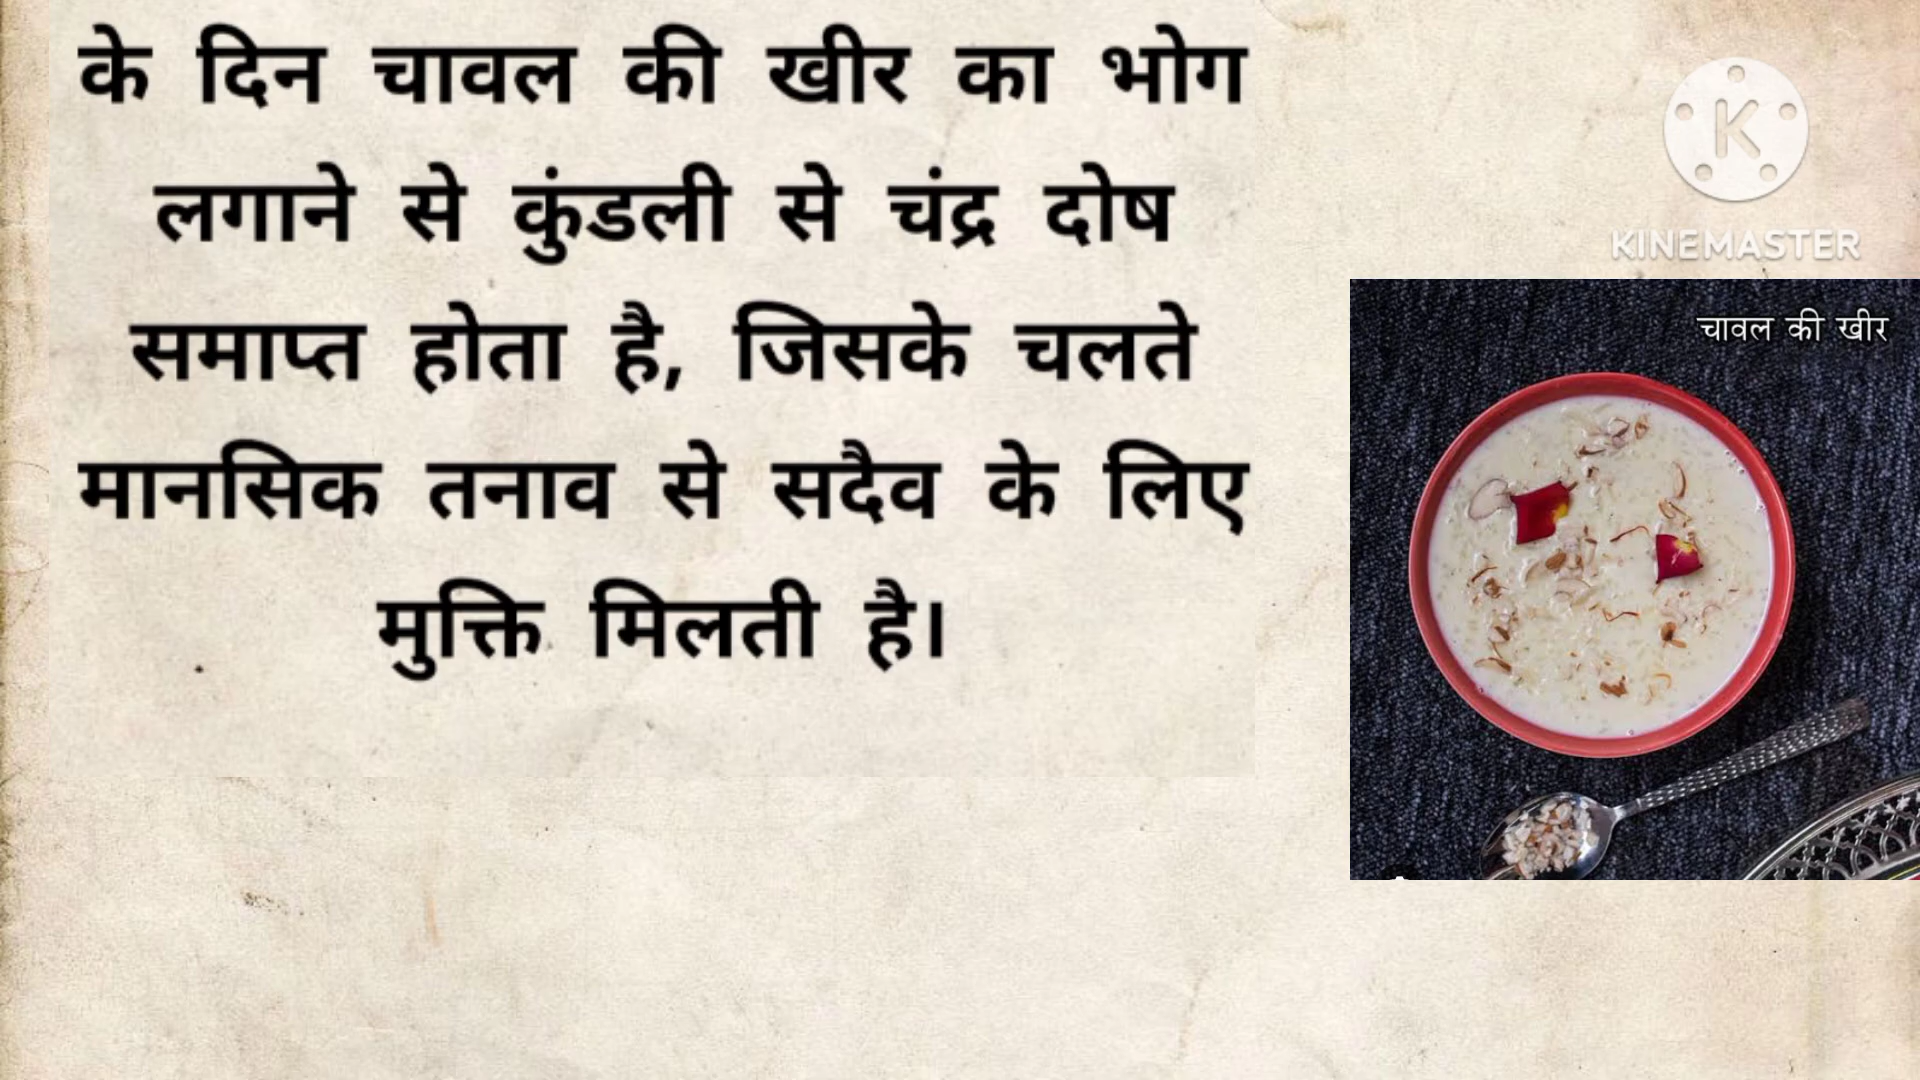 के दिन चावल की खीर का भोग
लगाने से कुंडली से चंद्र दोष
समाप्त होता है, जिसके चलते
मानसिक तनाव से सदैव के लिए
मुक्ति मिलती है।
K
KINEMASTER
चावल की खीर